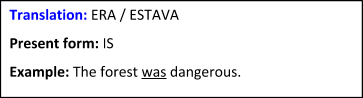 Translation: ERA / ESTAVA
Present form: IS
Example: The forest was dangerous.